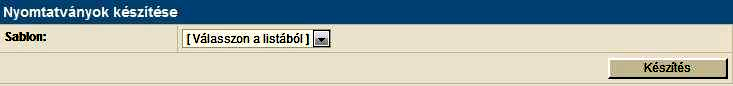 Nyomtatványok készítése
Sablon: [ Válasszon a listából ]
Készítés